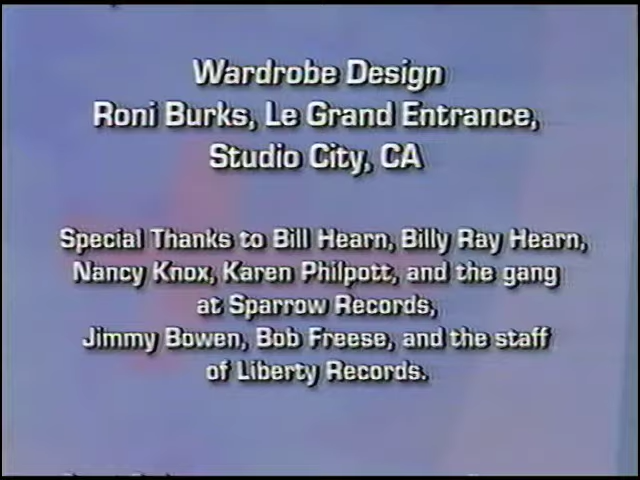 Wardrobe Design
Roni Burks, Le Grand Entrance,
Studio City, CA
Special Thanks to Bill Hearn, Billy Ray Hearn,
Nancy Knox, Karen Philpott, and the gang
at Sparrow Records,
Jimmy Bowen, Bob Freese, and the staff
of Liberty Records.